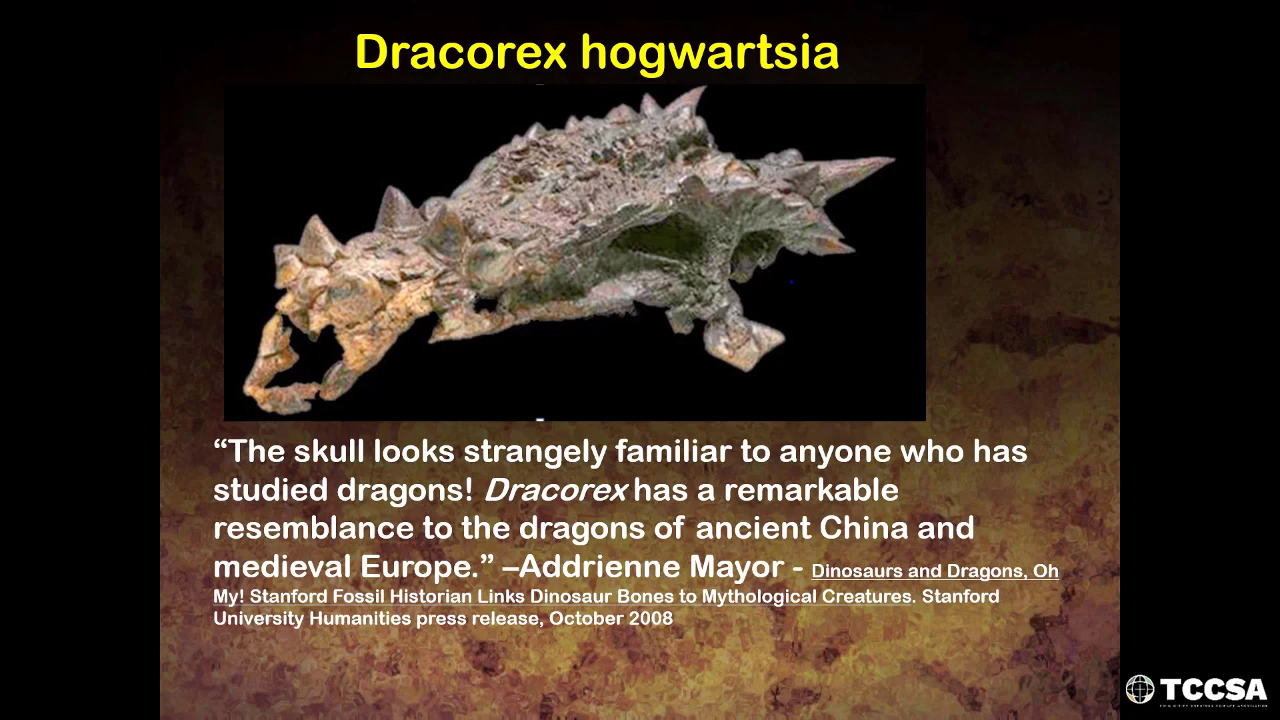 Dracorex hogwartsia
“The skull looks strangely familiar to anyone who has
studied dragons! Dracorex has a remarkable
resemblance to the dragons of ancient China and
medieval Europe.” –Addrienne Mayor - Dinosaurs and Dragons, Oh
My! Stanford Fossil Historian Links Dinosaur Bones to Mythological Creatures. Stanford
University Humanities press release, October 2008
TCCSA